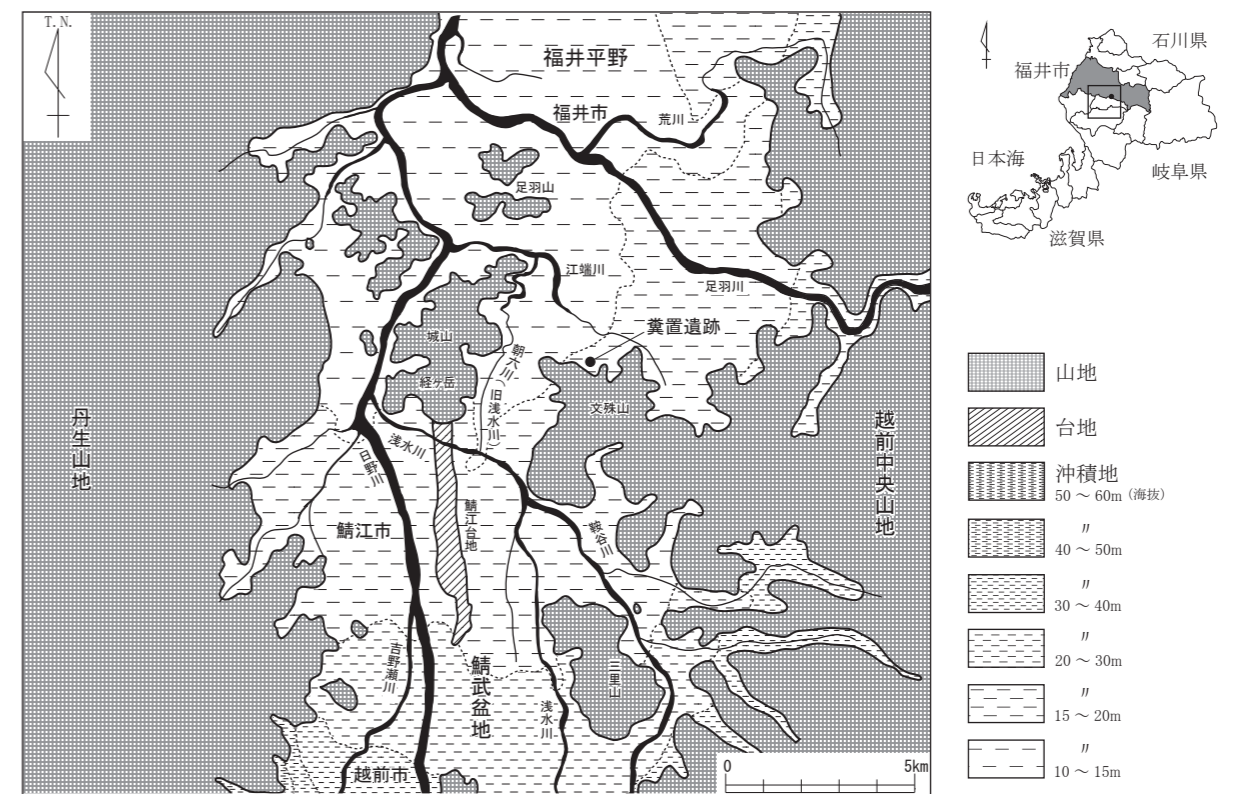 T.N.
福井平野
福井市
荒川
足羽山
江端川
足羽川
糞置遺跡
城山
経ヶ岳
朝六川(旧浅水川)
文殊山
丹生山地
越前中央山地
浅水川
日野川
鯖江市
鯖江台地
鞍谷川
吉野瀬川
鯖武盆地
三里山
浅水川
越前市
0 5km
石川県
福井市
日本海
岐阜県
滋賀県
山地
台地
沖積地
50 ~ 60m (海抜)
〃
40 ~ 50m
〃
30 ~ 40m
〃
20 ~ 30m
〃
15 ~ 20m
〃
10 ~ 15m